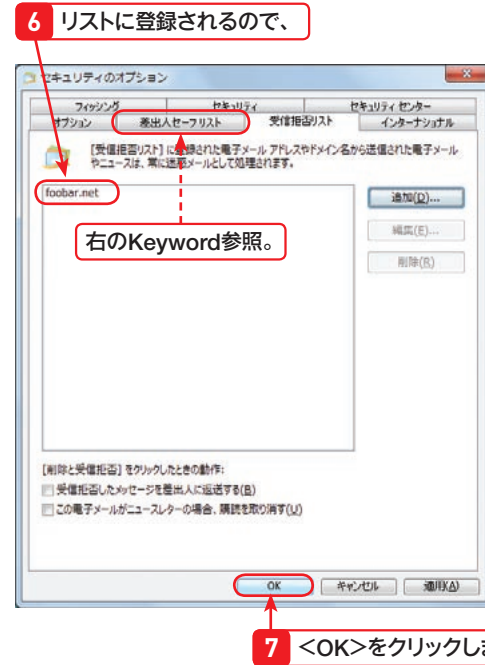 6 リストに登録されるので、
セキュリティのオプション
フィッシング セキュリティ セキュリティ センター
オプション 差出人セーフリスト 受信拒否リスト インターナショナル
[受信拒否リスト] に登録された電子メール アドレスやドメイン名から送信された電子メール
やニュースは、常に迷惑メールとして処理されます。
foobar.net
追加(D)...
編集(E)...
削除(R)
右のKeyword参照。
[削除と受信拒否] をクリックしたときの動作:
受信拒否したメッセージを差出人に返送する(B)
この電子メールがニュースレターの場合、購読を取り消す(U)
OK キャンセル 適用(A)
7 <OK>をクリックしま